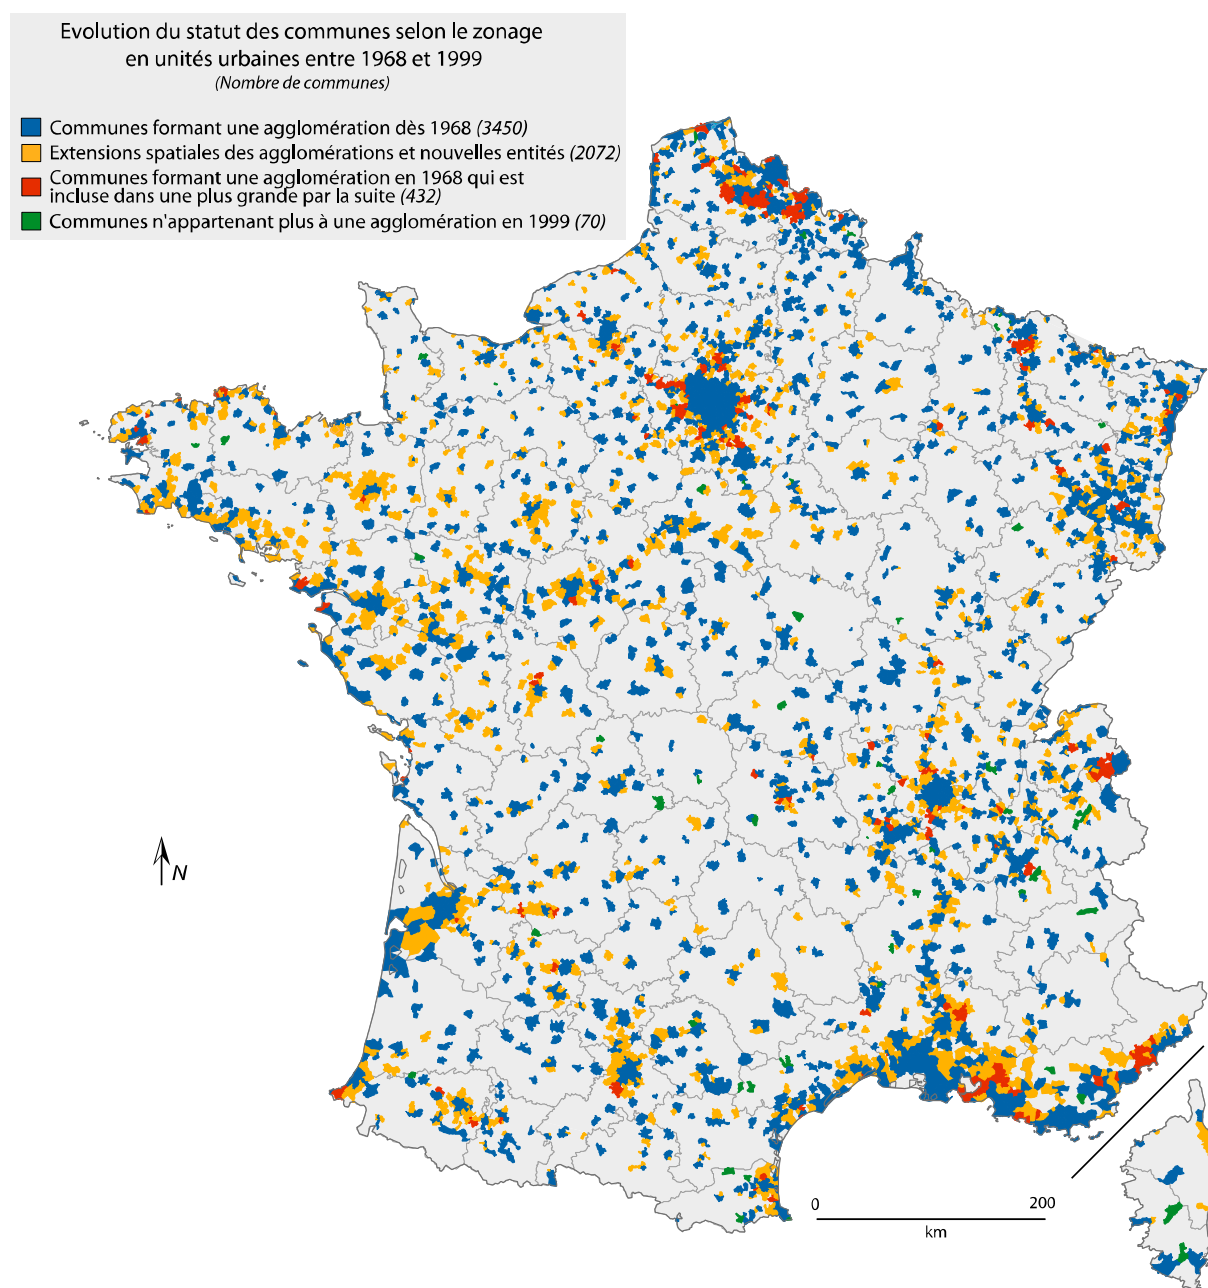 Evolution du statut des communes selon le zonage
en unités urbaines entre 1968 et 1999
(Nombre de communes)
Communes formant une agglomération dès 1968 (3450)
Extensions spatiales des agglomérations et nouvelles entités (2072)
Communes formant une agglomération en 1968 qui est
incluse dans une plus grande par la suite (432)
Communes n'appartenant plus à une agglomération en 1999 (70)
N
0 200
km